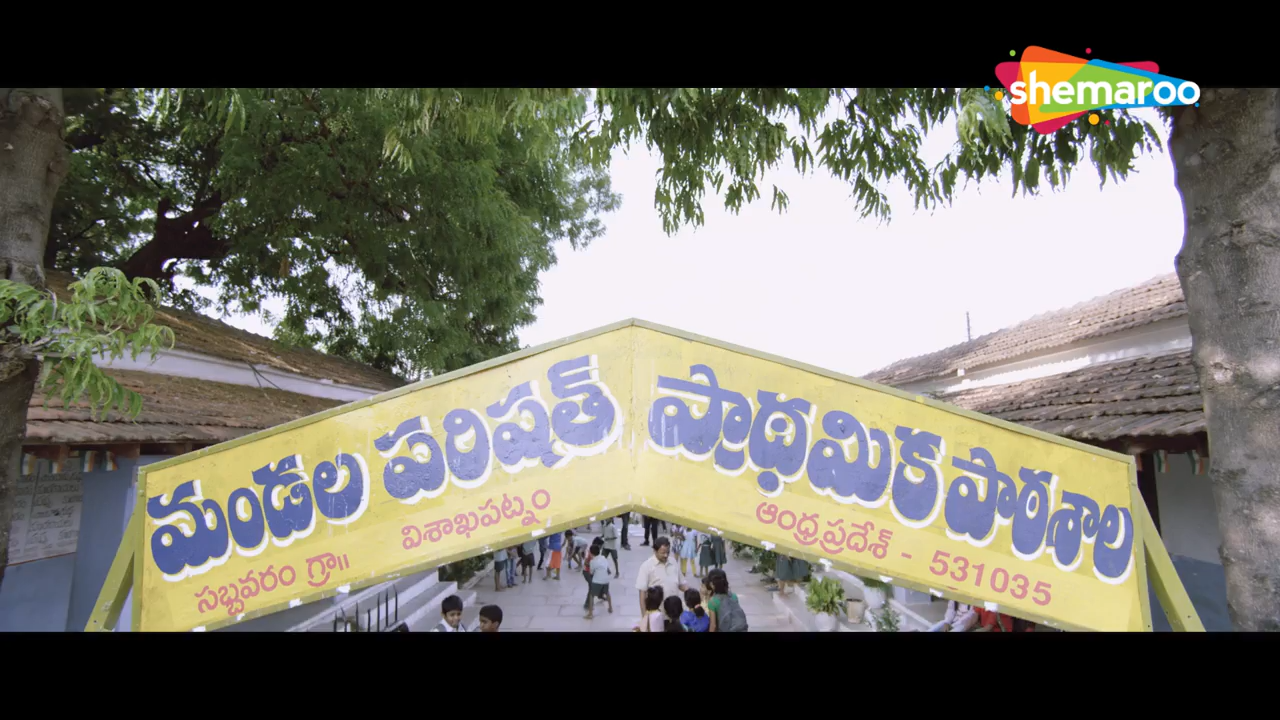 shemaroo
మండల పరిషత్ ప్రాథమిక పాఠశాల
సబ్బవరం గ్రా॥ విశాఖపట్నం ఆంధ్రప్రదేశ్ - 531035